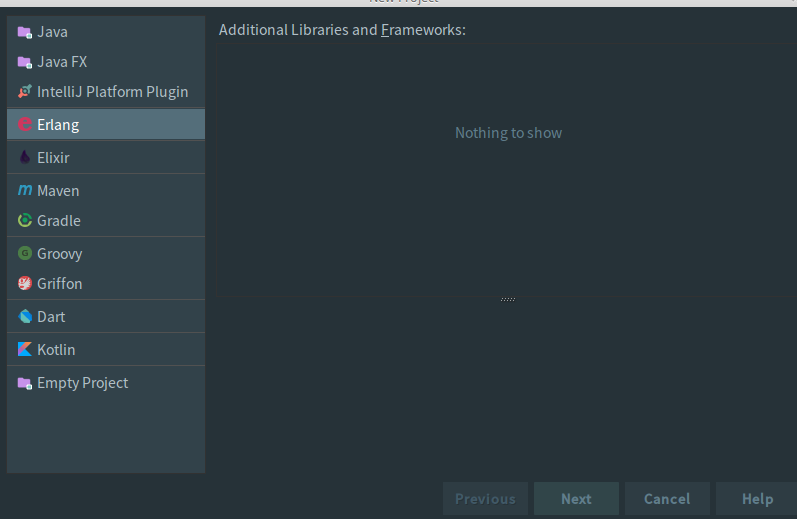 New Project
Java
Java FX
IntelliJ Platform Plugin
Erlang
Elixir
Maven
Gradle
Groovy
Griffon
Dart
Kotlin
Empty Project
Additional Libraries and Frameworks:
Nothing to show
Previous
Next
Cancel
Help